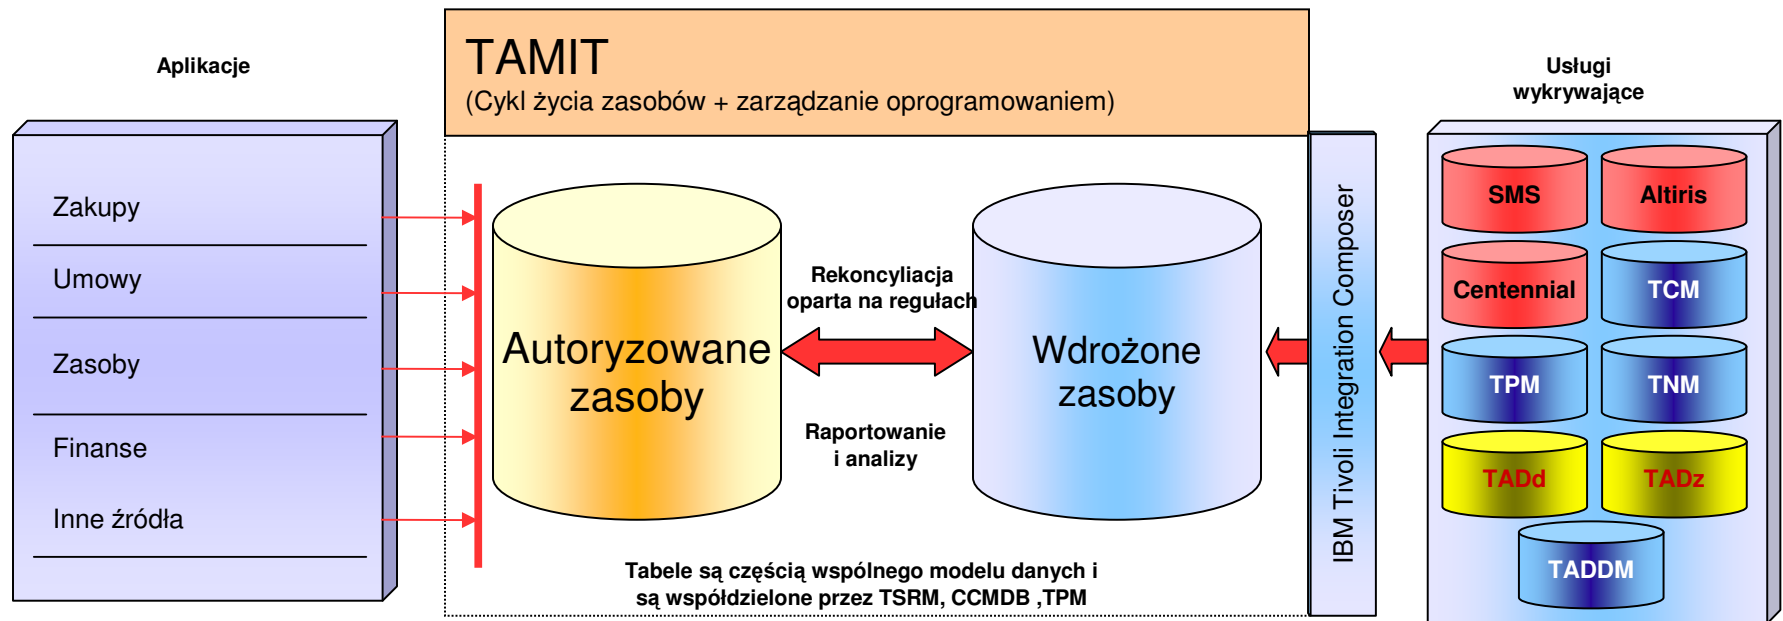 Aplikacje
Zakupy
Umowy
Zasoby
Finanse
Inne źródła
TAMIT
(Cykl życia zasobów + zarządzanie oprogramowaniem)
Autoryzowane
zasoby
Rekoncyliacja
oparta na regułach
Raportowanie
i analizy
Wdrożone
zasoby
Tabele są częścią wspólnego modelu danych i
są współdzielone przez TSRM, CCMDB ,TPM
IBM Tivoli Integration Composer
Usługi
wykrywające
SMS
Altiris
Centennial
TCM
TPM
TNM
TADd
TADz
TADDM